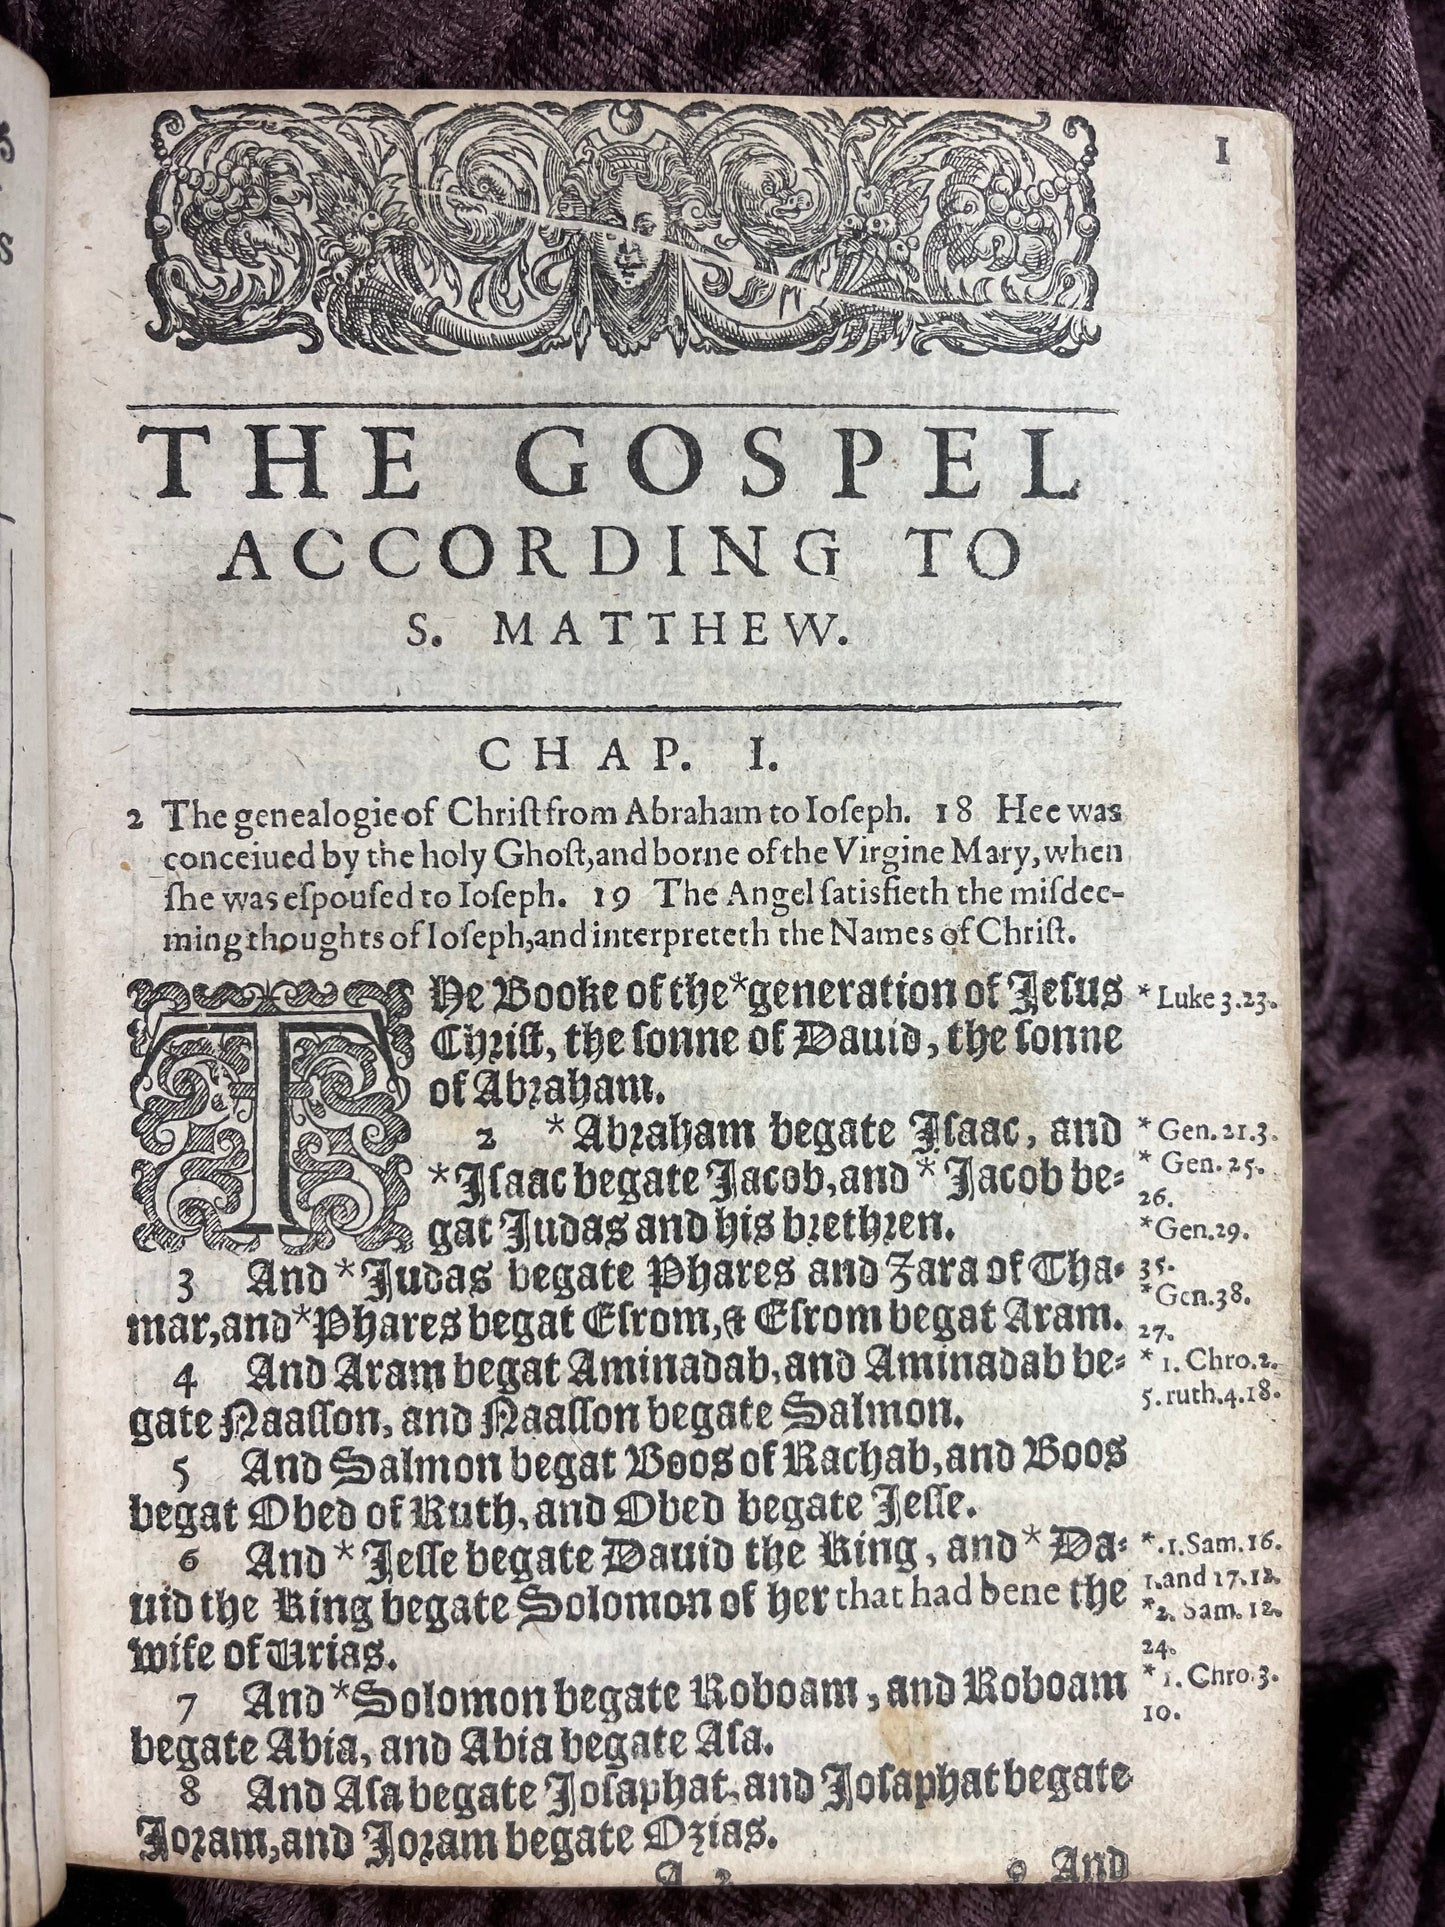 1
THE GOSPEL
ACCORDING TO
S. MATTHEW.
CHAP. I.
2 The genealogie of Chriſt from Abraham to Ioſeph. 18 Hee was
conceiued by the holy Ghoſt, and borne of the Virgine Mary, when
ſhe was eſpouſed to Ioſeph. 19 The Angel ſatisfieth the miſdee-
ming thoughts of Ioſeph, and interpreteth the Names of Chriſt.
THe Booke of the *generation of Jeſus
* Luke 3.23.
Chriſt, the ſonne of Dauid, the ſonne
of Abraham.
2 *Abraham begate Iſaac, and
* Gen. 21.3.
*Iſaac begate Jacob, and * Jacob be-
* Gen. 25.
26.
gat Judas and his brethren.
*Gen. 29.
35.
3 And *Judas begate Phares and Zara of Tha-
*Gen. 38.
27.
mar, and *Phares begat Eſrom, & Eſrom begat Aram.
4 And Aram begat Aminadab, and Aminadab be-
* 1. Chro. 2.
5. ruth. 4.18.
gate Naaſſon, and Naaſſon begate Salmon.
5 And Salmon begat Boos of Rachab, and Boos
begat Obed of Ruth, and Obed begate Jeſſe.
6 And *Jeſſe begate Dauid the King, and *Da-
*.1. Sam. 16.
1. and 17.12.
uid the King begate Solomon of her that had bene the
*2. Sam. 12.
24.
wife of Urias.
7 And *Solomon begate Roboam, and Roboam
* 1. Chro. 3.
10.
begate Abia, and Abia begate Aſa.
8 And Aſa begate Joſaphat, and Joſaphat begate
Joram, and Joram begate Ozias.
A 2
9 And